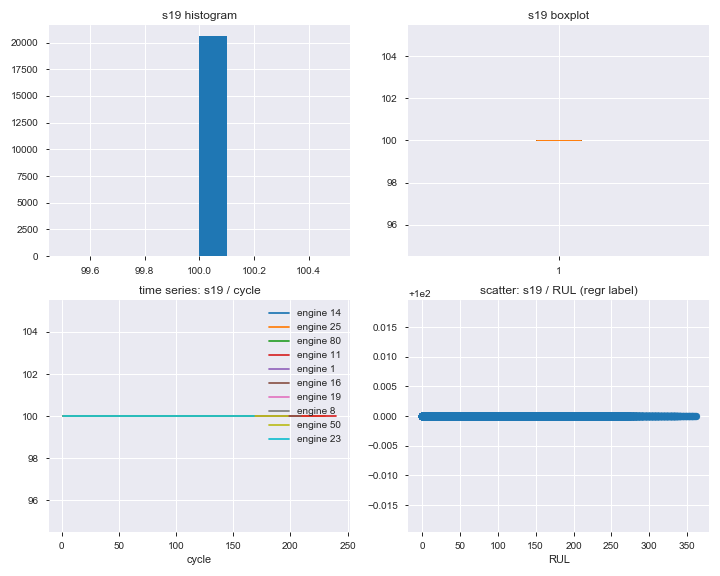 s19 histogram
20000
17500
15000
12500
10000
7500
5000
2500
0
99.6 99.8 100.0 100.2 100.4
s19 boxplot
104
102
100
98
96
1
time series: s19 / cycle
104
102
100
98
96
engine 14
engine 25
engine 80
engine 11
engine 1
engine 16
engine 19
engine 8
engine 50
engine 23
0 50 100 150 200 250
cycle
scatter: s19 / RUL (regr label)
+1e2
0.015
0.010
0.005
0.000
−0.005
−0.010
−0.015
0 50 100 150 200 250 300 350
RUL